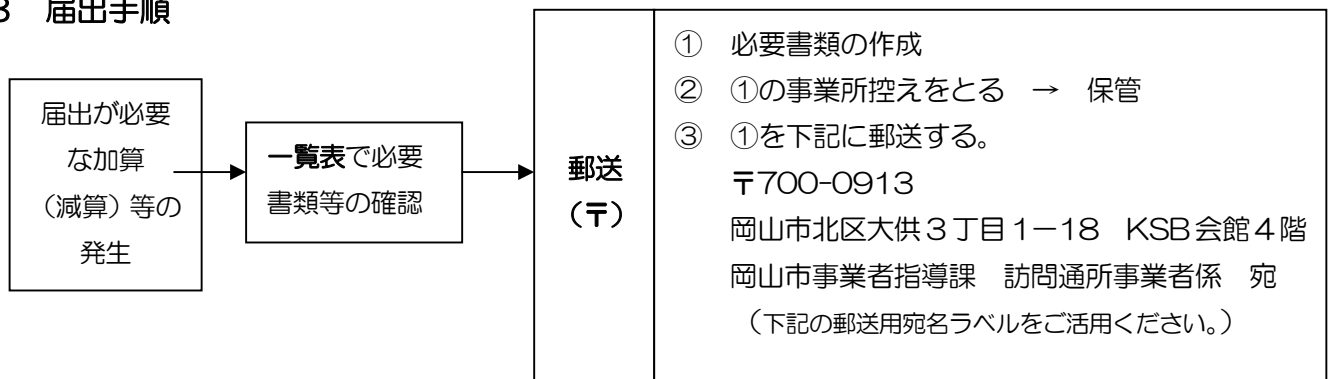 3　届出手順
届出が必要
な加算
（減算）等の
発生
一覧表で必要
書類等の確認
郵送
（〒）
①　必要書類の作成
②　①の事業所控えをとる　→　保管
③　①を下記に郵送する。
〒700-0913
岡山市北区大供３丁目１－１８　KSB会館４階
岡山市事業者指導課　訪問通所事業者係　宛
（下記の郵送用宛名ラベルをご活用ください。）